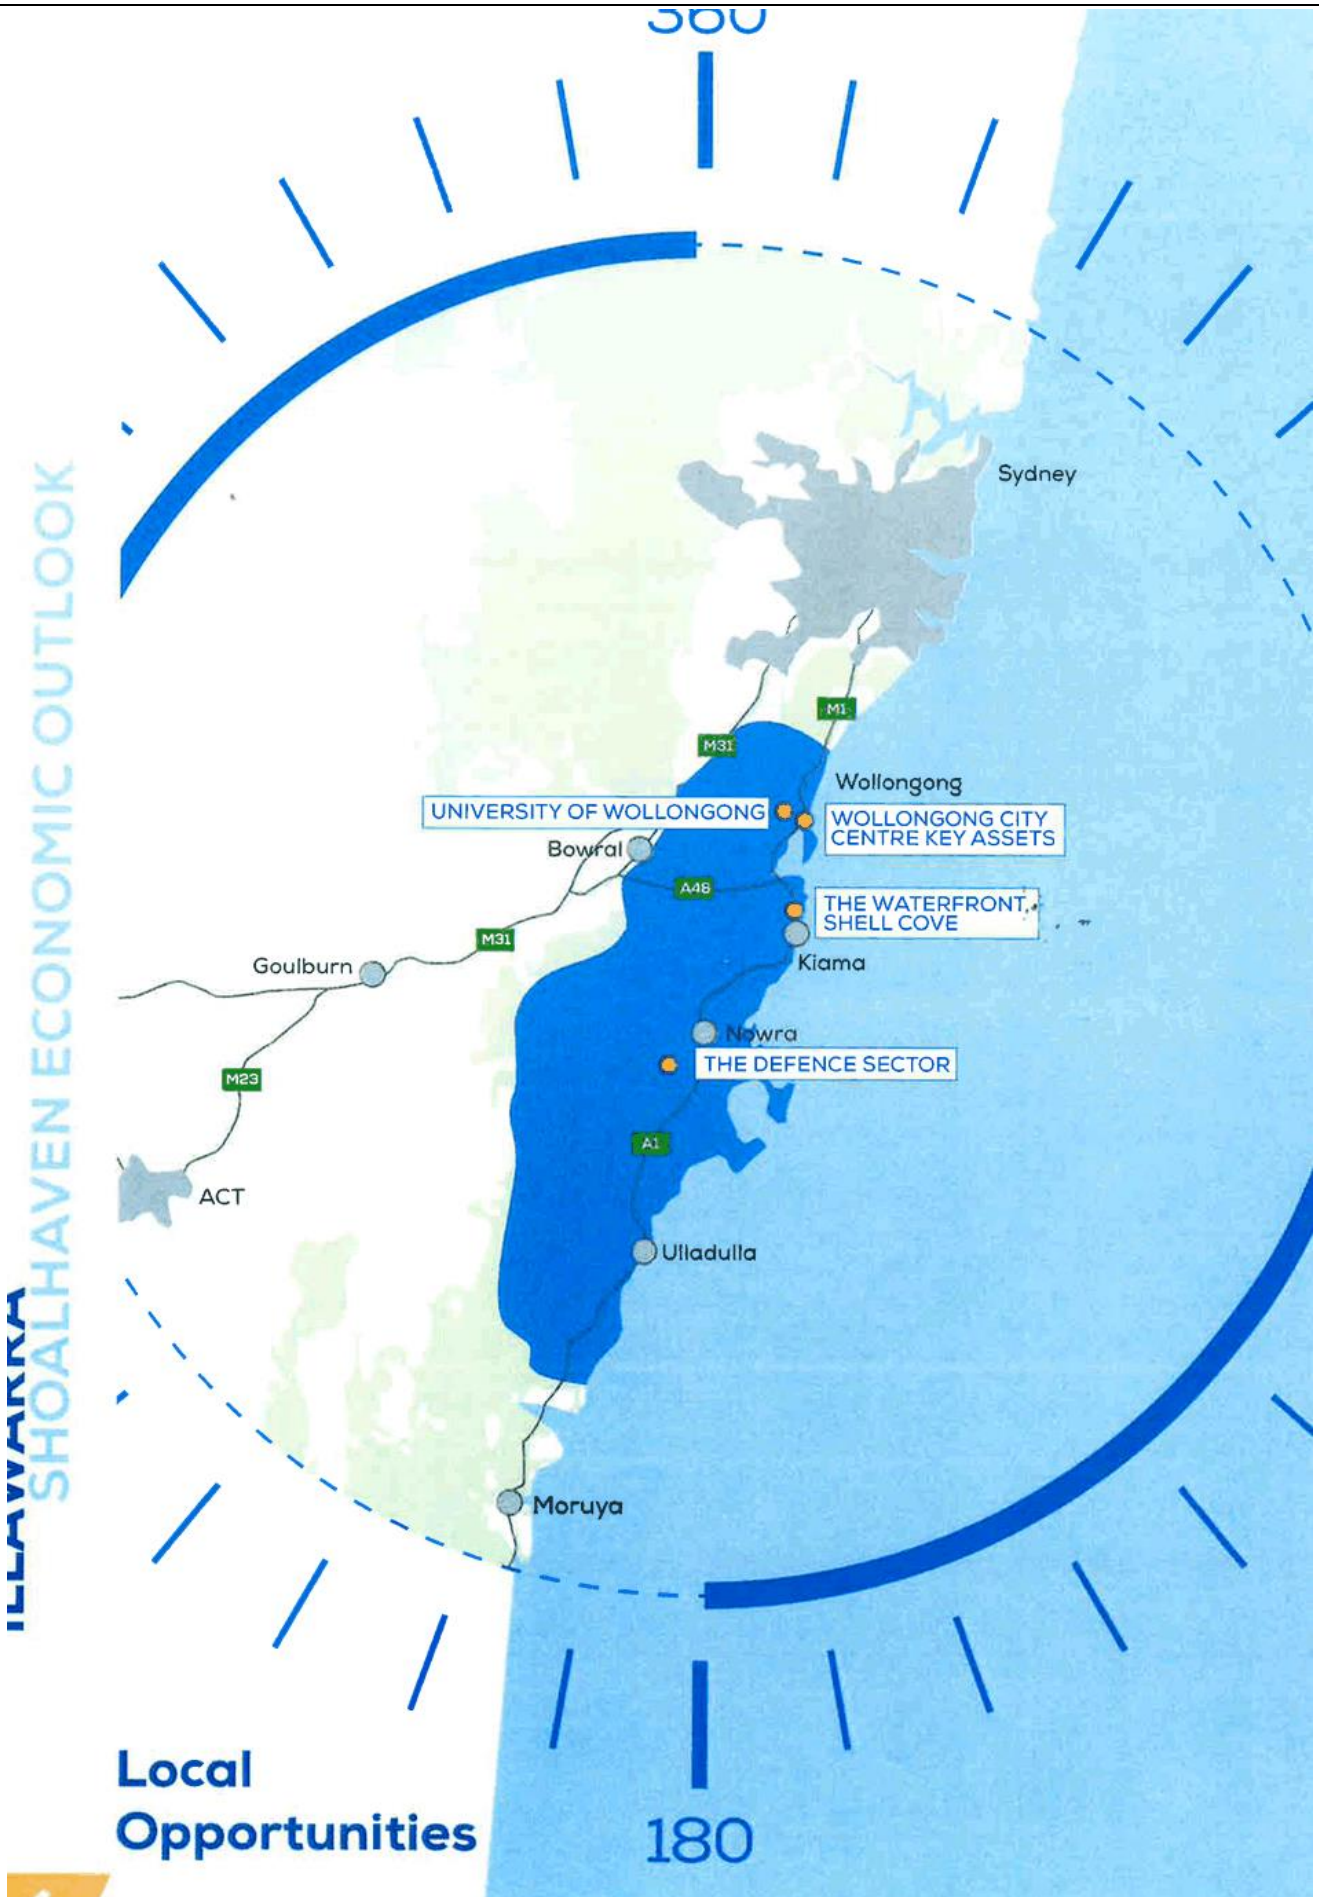 360
Sydney
M1
M31
Wollongong
UNIVERSITY OF WOLLONGONG
WOLLONGONG CITY
CENTRE KEY ASSETS
Bowral
A48
THE WATERFRONT,
SHELL COVE
M31
Kiama
Goulburn
Nowra
THE DEFENCE SECTOR
M23
A1
ACT
Ulladulla
Moruya
ILLAWARRA
SHOALHAVEN ECONOMIC OUTLOOK
Local
Opportunities
180